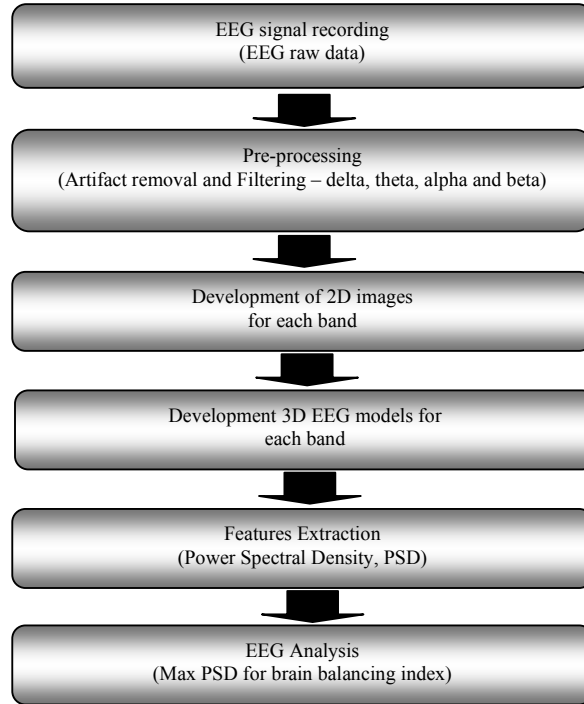 EEG signal recording
(EEG raw data)
Pre-processing
(Artifact removal and Filtering – delta, theta, alpha and beta)
Development of 2D images
for each band
Development 3D EEG models for
each band
Features Extraction
(Power Spectral Density, PSD)
EEG Analysis
(Max PSD for brain balancing index)